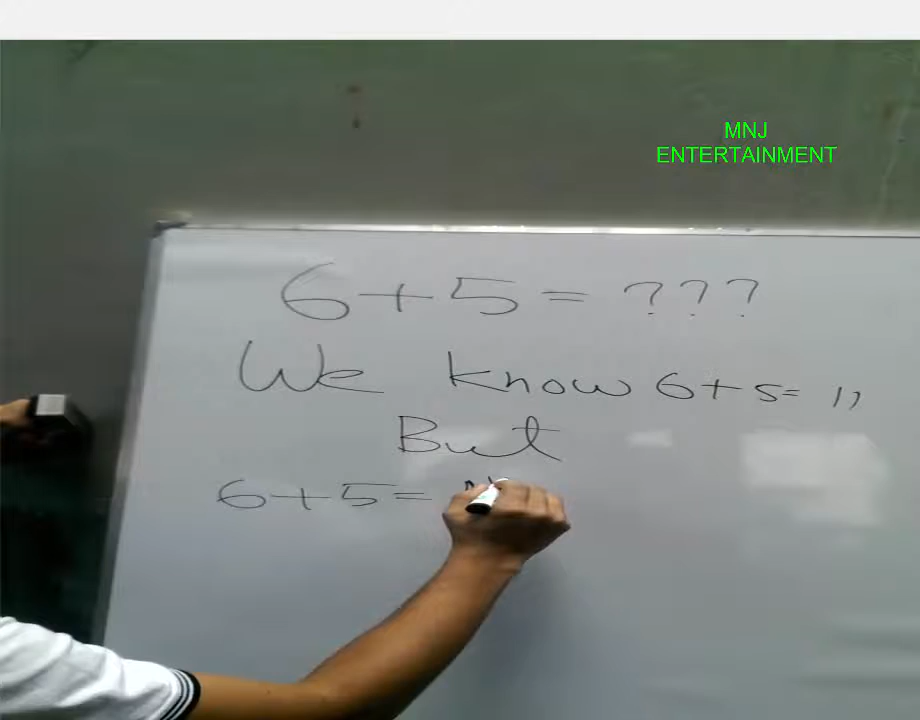 MNJ
ENTERTAINMENT
6+5= ???
We know 6+5= 11
But
6+5=